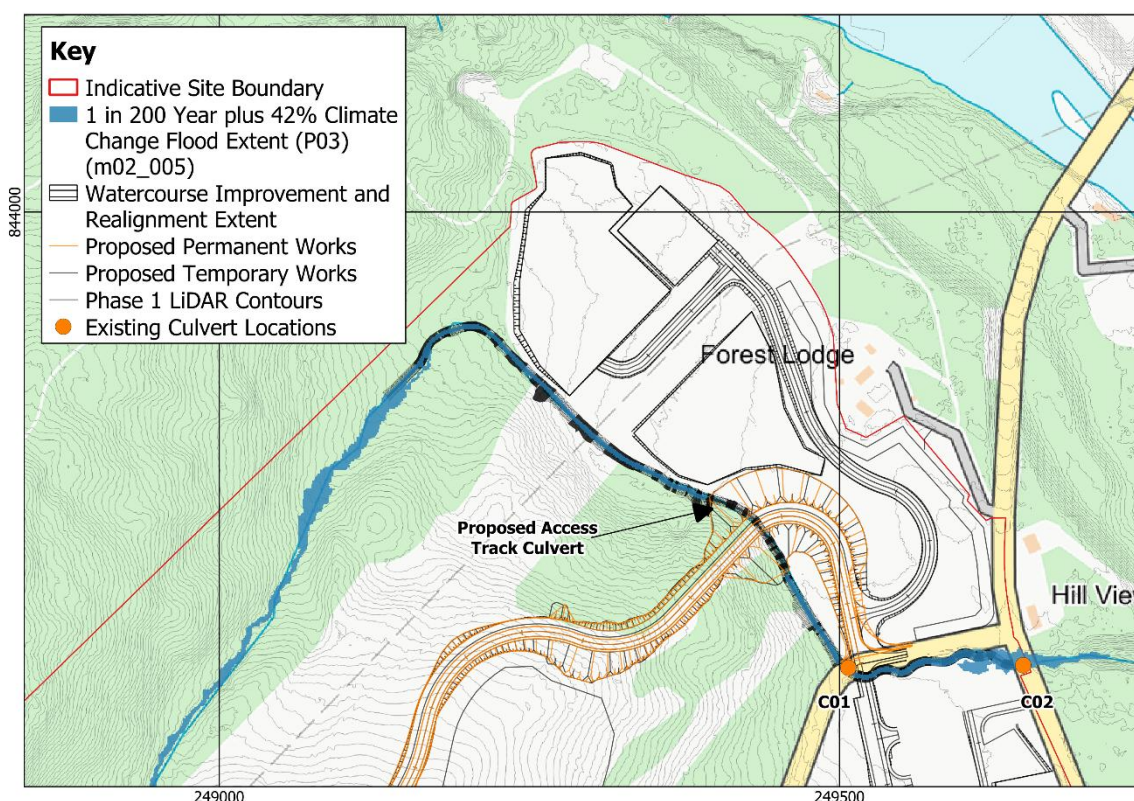 Key
Indicative Site Boundary
1 in 200 Year plus 42% Climate
Change Flood Extent (P03)
(m02_005)
Watercourse Improvement and
Realignment Extent
Proposed Permanent Works
Proposed Temporary Works
Phase 1 LiDAR Contours
Existing Culvert Locations
844000
Forest Lodge
Proposed Access
Track Culvert
Hill View
C01
C02
249000
249500